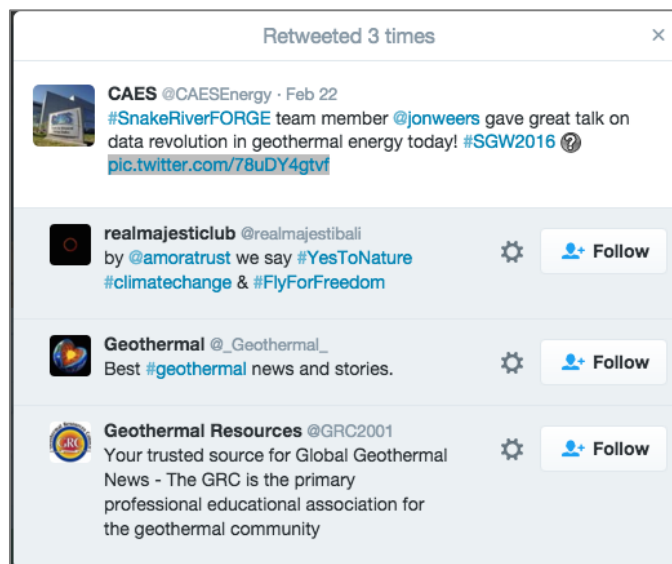 Retweeted 3 times ×
CAES @CAESEnergy · Feb 22
#SnakeRiverFORGE team member @jonweers gave great talk on
data revolution in geothermal energy today! #SGW2016
pic.twitter.com/78uDY4gtvf
realmajesticlub @realmajestibali
by @amoratrust we say #YesToNature
#climatechange & #FlyForFreedom
Follow
Geothermal @_Geothermal_
Best #geothermal news and stories.
Follow
GRC
Geothermal Resources @GRC2001
Your trusted source for Global Geothermal
News - The GRC is the primary
professional educational association for
the geothermal community
Follow